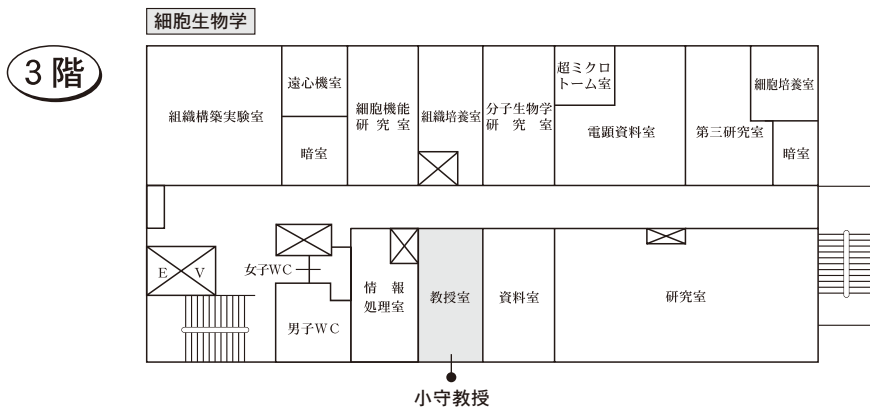 細胞生物学
3階
組織構築実験室
遠心機室
暗室
細胞機能
研究室
組織培養室
分子生物学
研究室
超ミクロ
トーム室
電顕資料室
第三研究室
細胞培養室
暗室
EV
女子WC
男子WC
情報
処理室
教授室
資料室
研究室
小守教授